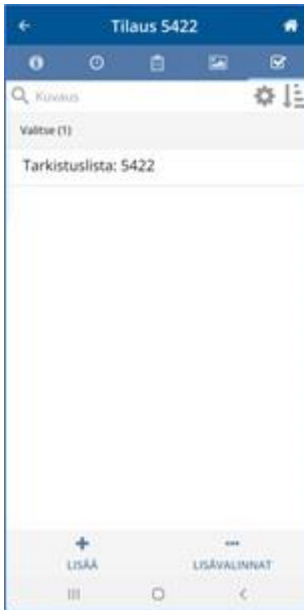 Tilaus 5422
Kuvaus
Valitse (1)
Tarkistuslista: 5422
LISÄÄ
LISÄVALINNAT